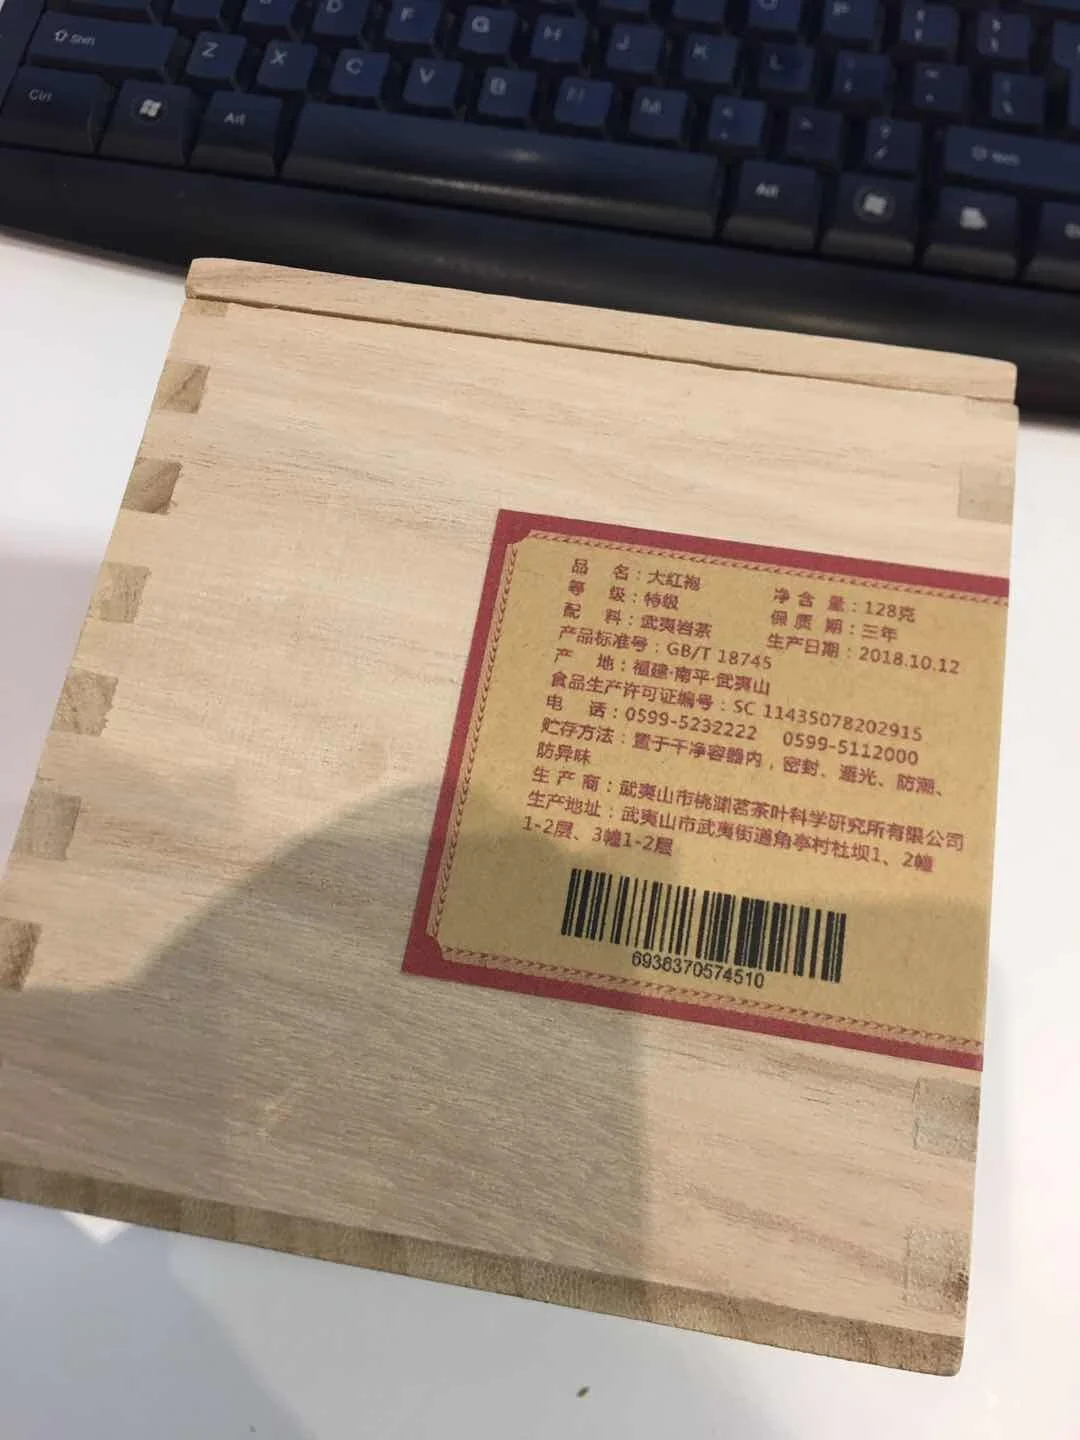 Shift
Z
X
C
V
B
N
M
D
F
G
H
J
K
L
P
Ctrl
Alt
Alt
品 名：大红袍 净 含 量：128克
等 级：特级 保 质 期：三年
配 料：武夷岩茶 生产日期：2018.10.12
产品标准号：GB/T 18745
产 地：福建·南平·武夷山
食品生产许可证编号：SC 11435078202915
电 话：0599-5232222 0599-5112000
贮存方法：置于干净容器内，密封、避光、防潮、
防异味
生 产 商：武夷山市桃渊茗茶叶科学研究所有限公司
生产地址：武夷山市武夷街道角亭村杜坝1、2幢
1-2层、3幢1-2层
6938370574510